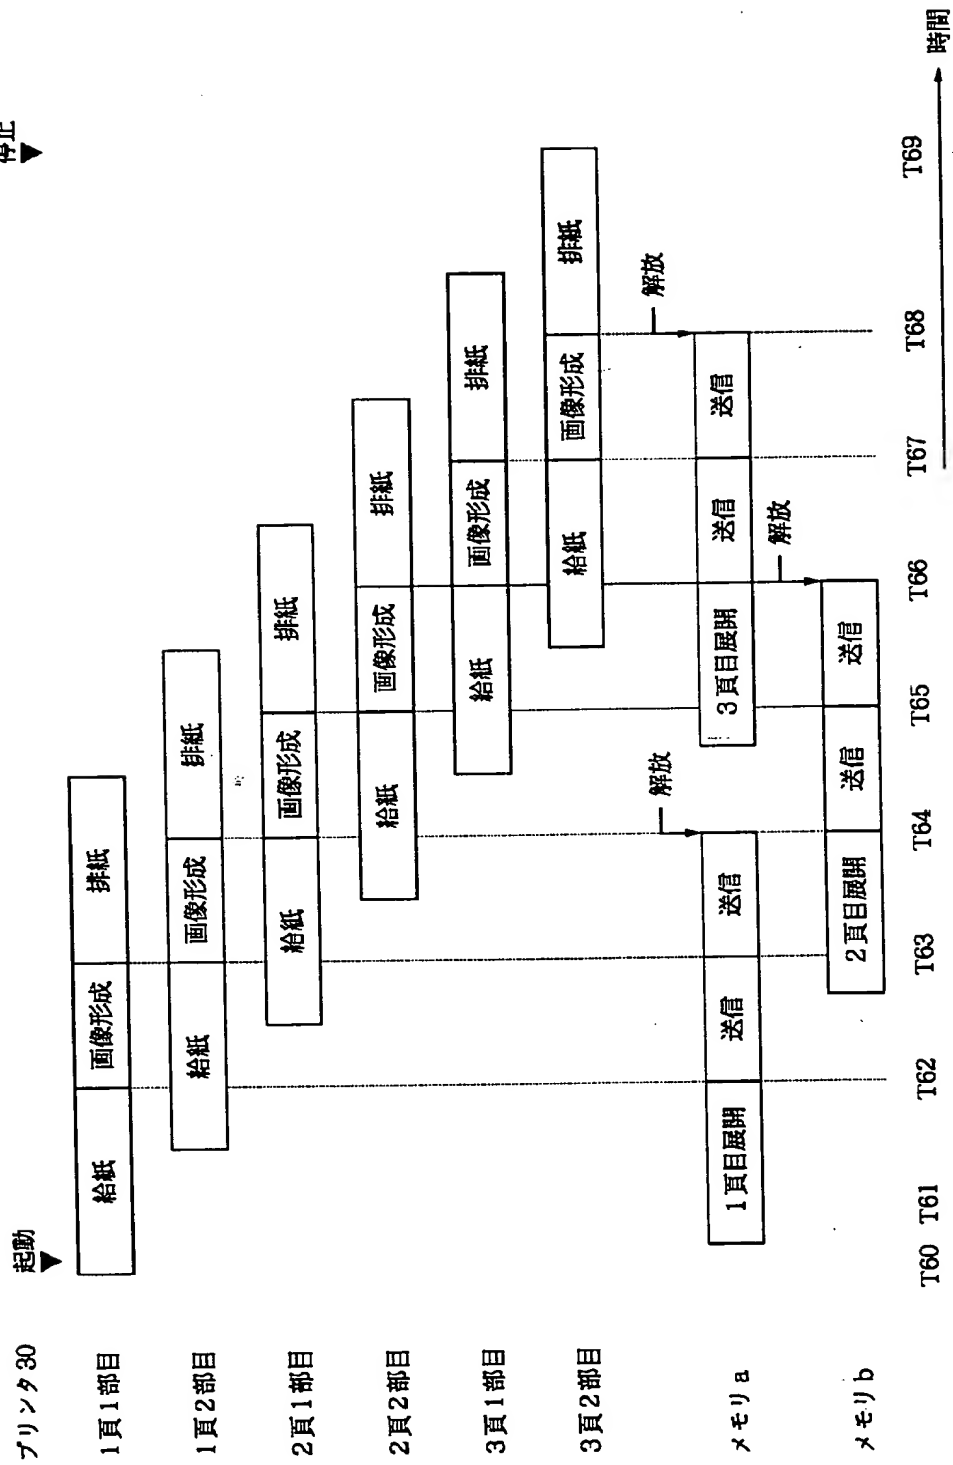 プリンタ30 起動 停止
1頁1部目 給紙 画像形成 排紙
1頁2部目 給紙 画像形成 排紙
2頁1部目 給紙 画像形成 排紙
2頁2部目 給紙 画像形成 排紙
3頁1部目 給紙 画像形成 排紙
3頁2部目 給紙 画像形成 排紙
解放 解放
メモリa 1頁目展開 送信 送信 3頁目展開 送信 送信
解放
メモリb 2頁目展開 送信 送信
T60 T61 T62 T63 T64 T65 T66 T67 T68 T69
時間